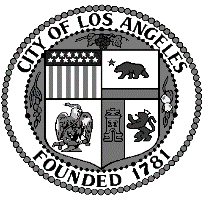 CITY OF LOS ANGELES
FOUNDED 1781